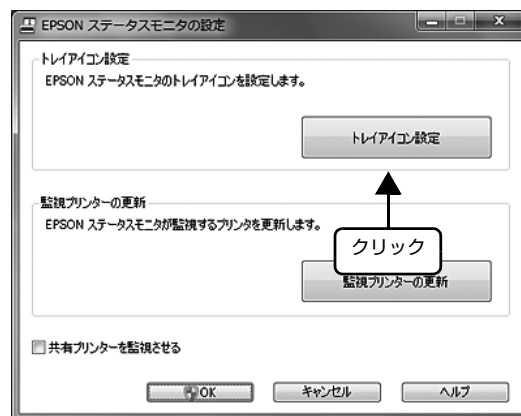 EPSON ステータスモニタの設定
トレイアイコン設定
EPSON ステータスモニタのトレイアイコンを設定します。
トレイアイコン設定
監視プリンターの更新
EPSON ステータスモニタが監視するプリンタを更新します。
クリック
監視プリンターの更新
共有プリンターを監視させる
OK
キャンセル
ヘルプ